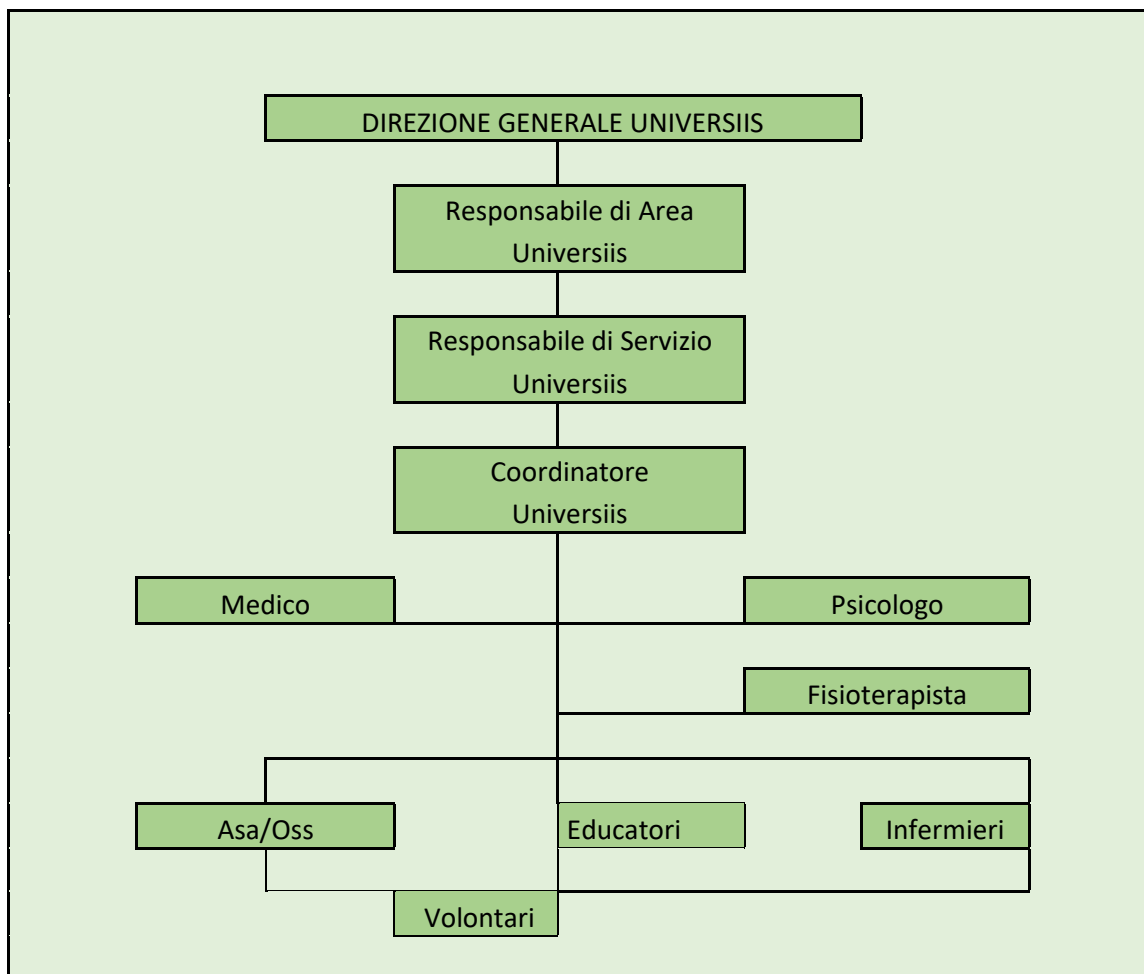 DIREZIONE GENERALE UNIVERSIIS
Responsabile di Area
Universiis
Responsabile di Servizio
Universiis
Coordinatore
Universiis
Medico
Psicologo
Fisioterapista
Asa/Oss
Educatori
Infermieri
Volontari